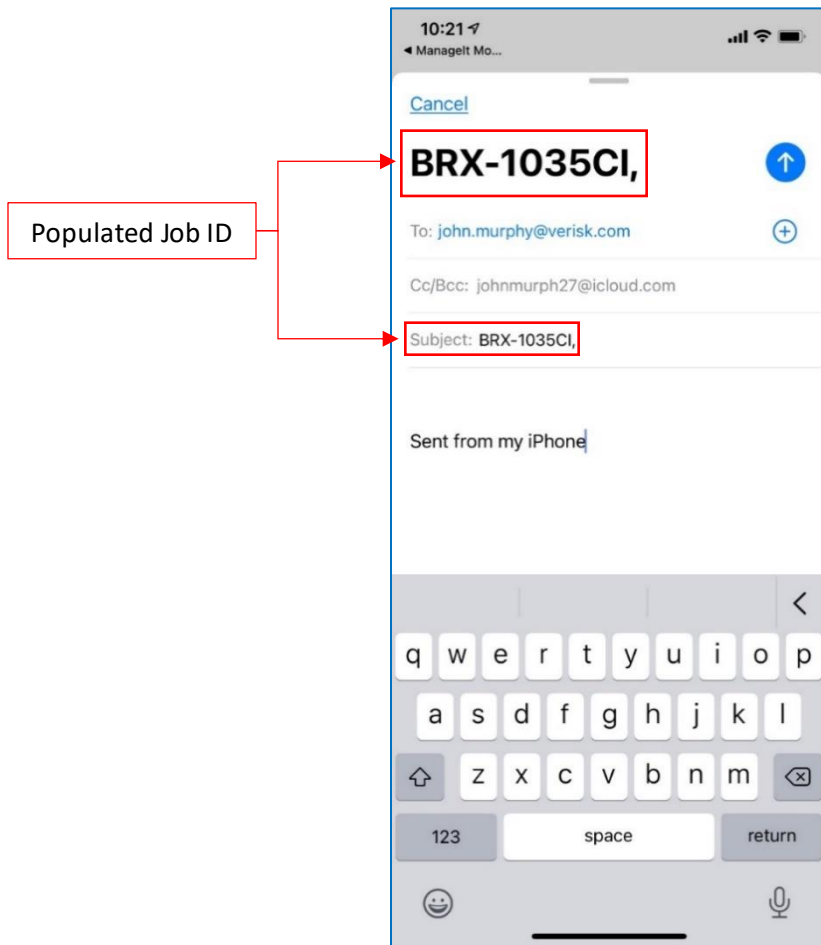 10:21
ManageIt Mo...
Cancel
BRX-1035CI,
Populated Job ID
To: john.murphy@verisk.com
Cc/Bcc: johnmurph27@icloud.com
Subject: BRX-1035CI,
Sent from my iPhone
q w e r t y u i o p
a s d f g h j k l
z x c v b n m
123 space return